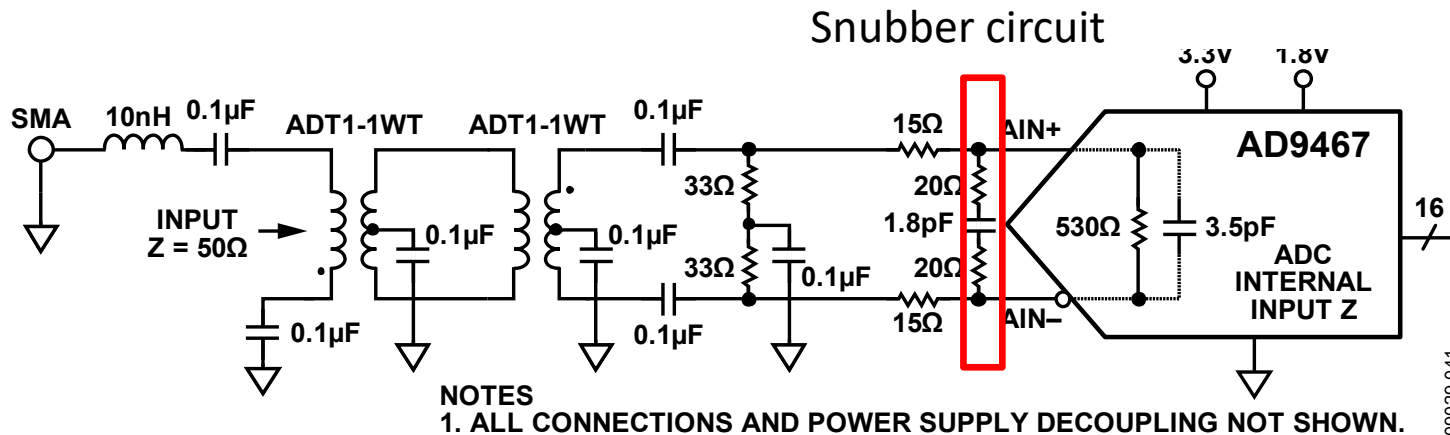 Snubber circuit
3.3V
1.8V
SMA
10nH
0.1µF
ADT1-1WT
ADT1-1WT
0.1µF
15Ω
AIN+
AD9467
33Ω
20Ω
16
INPUT
Z = 50Ω
0.1µF
0.1µF
1.8pF
530Ω
3.5pF
33Ω
0.1µF
20Ω
ADC
INTERNAL
INPUT Z
0.1µF
0.1µF
15Ω
AIN–
NOTES
1. ALL CONNECTIONS AND POWER SUPPLY DECOUPLING NOT SHOWN.